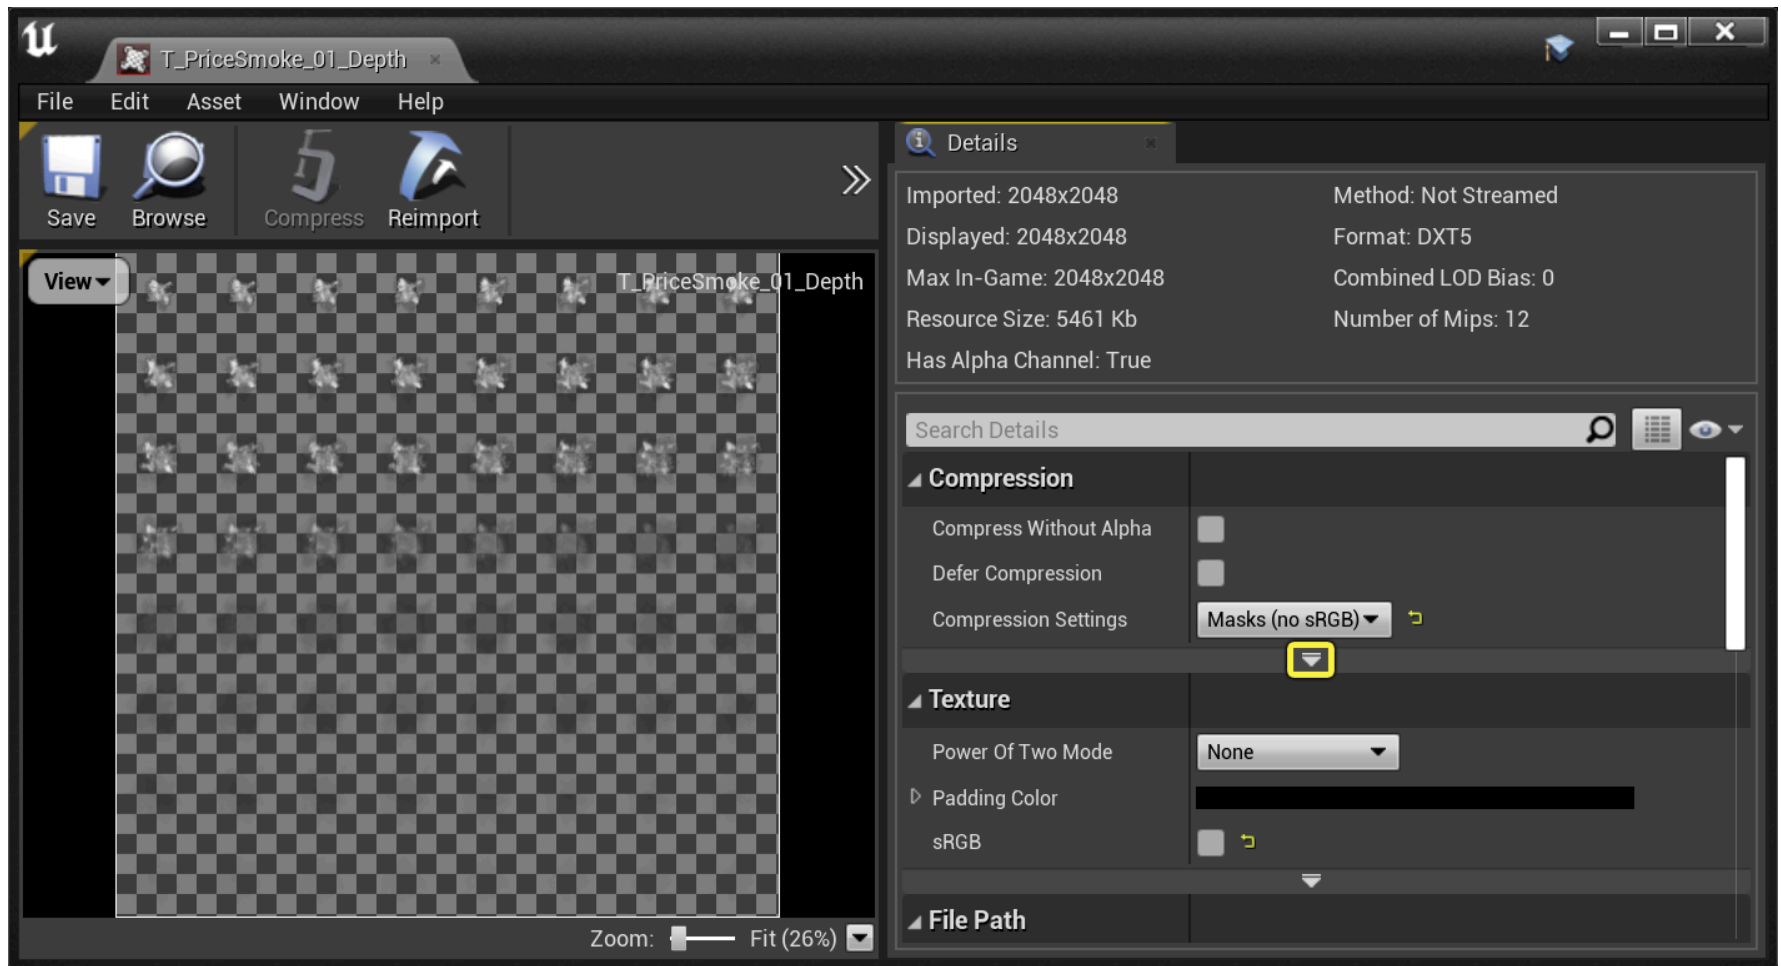 T_PriceSmoke_01_Depth
File Edit Asset Window Help
Save Browse Compress Reimport
View
T_PriceSmoke_01_Depth
Zoom: Fit (26%)
Details
Imported: 2048x2048 Method: Not Streamed
Displayed: 2048x2048 Format: DXT5
Max In-Game: 2048x2048 Combined LOD Bias: 0
Resource Size: 5461 Kb Number of Mips: 12
Has Alpha Channel: True
Search Details
Compression
Compress Without Alpha
Defer Compression
Compression Settings Masks (no sRGB)
Texture
Power Of Two Mode None
Padding Color
sRGB
File Path